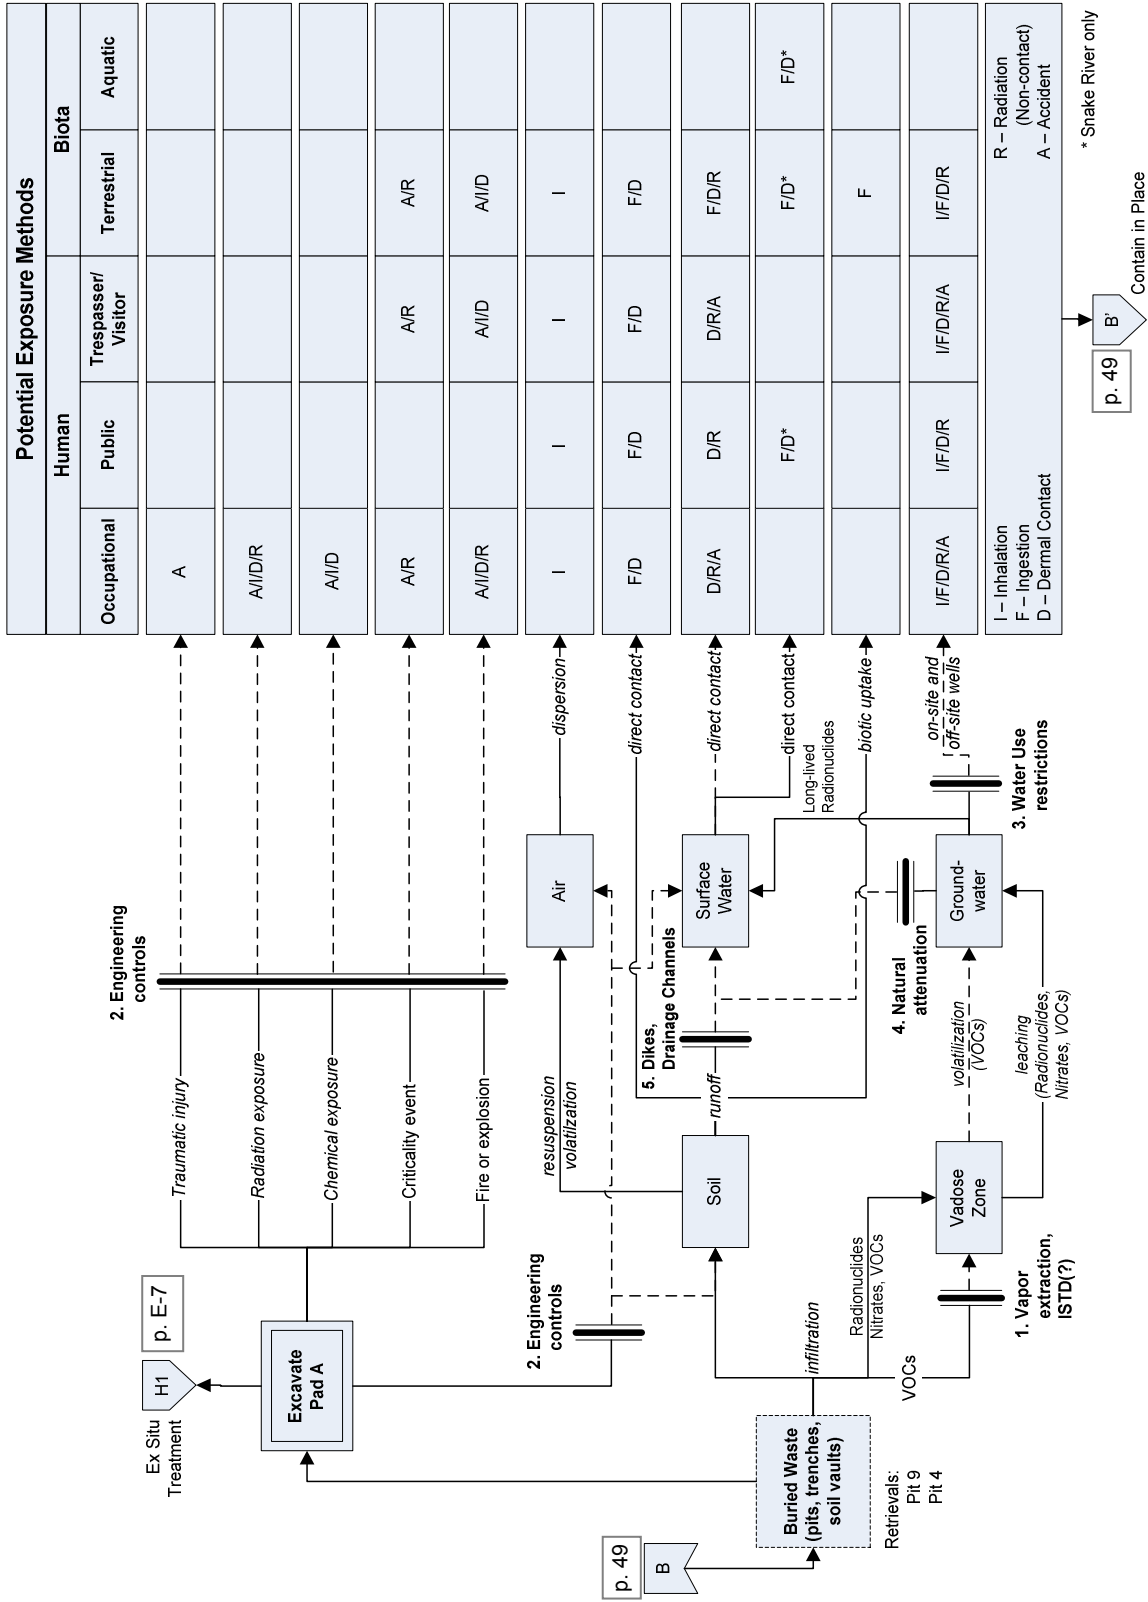 Potential Exposure Methods
Human
Biota
Occupational
Public
Trespasser/
Visitor
Terrestrial
Aquatic
p. 49
B
Buried Waste
(pits, trenches,
soil vaults)
Retrievals:
Pit 9
Pit 4
Ex Situ
Treatment
H1
p. E-7
Excavate
Pad A
Traumatic injury
Radiation exposure
Chemical exposure
Criticality event
Fire or explosion
2. Engineering
controls
A
A/I/D/R
A/I/D
A/R
A/R
A/R
A/I/D/R
A/I/D
A/I/D
2. Engineering
controls
resuspension
volatilzation
Air
dispersion
I
I
I
I
direct contact
F/D
F/D
F/D
F/D
infiltration
Soil
runoff
5. Dikes,
Drainage Channels
Surface
Water
direct contact
D/R/A
D/R
D/R/A
F/D/R
direct contact
Long-lived
Radionuclides
F/D*
F/D*
F/D*
biotic uptake
F
Radionuclides
Nitrates, VOCs
VOCs
1. Vapor
extraction,
ISTD(?)
Vadose
Zone
volatilization
(VOCs)
leaching
(Radionuclides,
Nitrates, VOCs)
4. Natural
attenuation
Ground-
water
3. Water Use
restrictions
on-site and
off-site wells
I/F/D/R/A
I/F/D/R
I/F/D/R/A
I/F/D/R
I – Inhalation
F – Ingestion
D – Dermal Contact
R – Radiation
(Non-contact)
A – Accident
* Snake River only
p. 49
B'
Contain in Place